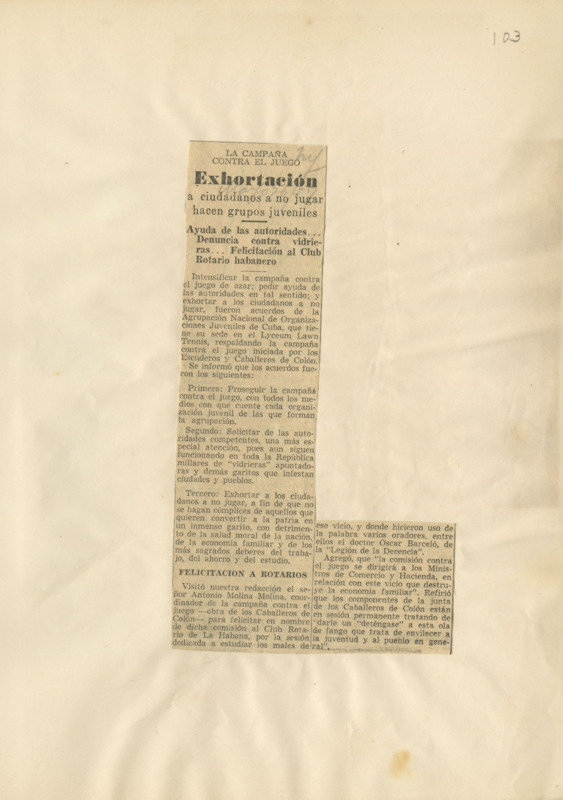 103
LA CAMPAÑA
CONTRA EL JUEGO
Exhortación
a ciudadanos a no jugar
hacen grupos juveniles
Ayuda de las autoridades...
Denuncia contra vidrie-
ras... Felicitación al Club
Rotario habanero
Intensificar la campaña contra
el juego de azar; pedir ayuda de
las autoridades en tal sentido; y
exhortar a los ciudadanos a no
jugar, fueron acuerdos de la
Agrupación Nacional de Organiza-
ciones Juveniles de Cuba, que tie-
ne su sede en el Lyceum Lawn
Tennis, respaldando la campaña
contra el juego iniciada por los
Escuderos y Caballeros de Colón.
Se informó que los acuerdos fue-
ron los siguientes:
Primero: Proseguir la campaña
contra el juego, con todos los me-
dios con que cuente cada organi-
zación juvenil de las que forman
la agrupación.
Segundo: Solicitar de las auto-
ridades competentes, una más es-
pecial atención, pues aun siguen
funcionando en toda la República
millares de "vidrieras" apuntado-
ras y demás garitos que infestan
ciudades y pueblos.
Tercero: Exhortar a los ciuda-
danos a no jugar, a fin de que no
se hagan cómplices de aquellos que
quieren convertir a la patria en
un inmenso garito, con detrimen-
to de la salud moral de la nación,
de la economía familiar y de los
más sagrados deberes del traba-
jo, del ahorro y del estudio.
FELICITACION A ROTARIOS
Visitó nuestra redacción el se-
ñor Antonio Molina Molina, coor-
dinador de la campaña contra el
juego —obra de los Caballeros de
Colón— para felicitar en nombre
de dicha comisión al Club Rota-
rio de La Habana, por la sesión
dedicada a estudiar los males de
ese vicio, y donde hicieron uso de
la palabra varios oradores, entre
ellos el doctor Oscar Barceló, de
la "Legión de la Decencia".
Agregó, que "la comisión contra
el juego se dirigirá a los Minis-
tros de Comercio y Hacienda, en
relación con este vicio que destru-
ye la economía familiar". Refirió
que los componentes de la junta
de los Caballeros de Colón están
en sesión permanente tratando de
"darle un "deténgase" a esta ola
de fango que trata de envilecer a
la juventud y al pueblo en gene-
ral".